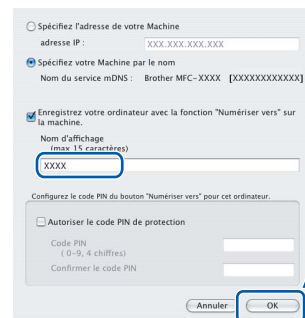 Spécifiez l'adresse de votre Machine
adresse IP : XXX.XXX.XXX.XXX
Spécifiez votre Machine par le nom
Nom du service mDNS : Brother MFC-XXXX [XXXXXXXXXXXX]
Enregistrez votre ordinateur avec la fonction "Numériser vers" sur
la machine.
Nom d'affichage
(max 15 caractères)
XXXX
Configurez le code PIN du bouton "Numériser vers" pour cet ordinateur.
Autoriser le code PIN de protection
Code PIN
( 0-9, 4 chiffres)
Confirmer le code PIN
Annuler OK